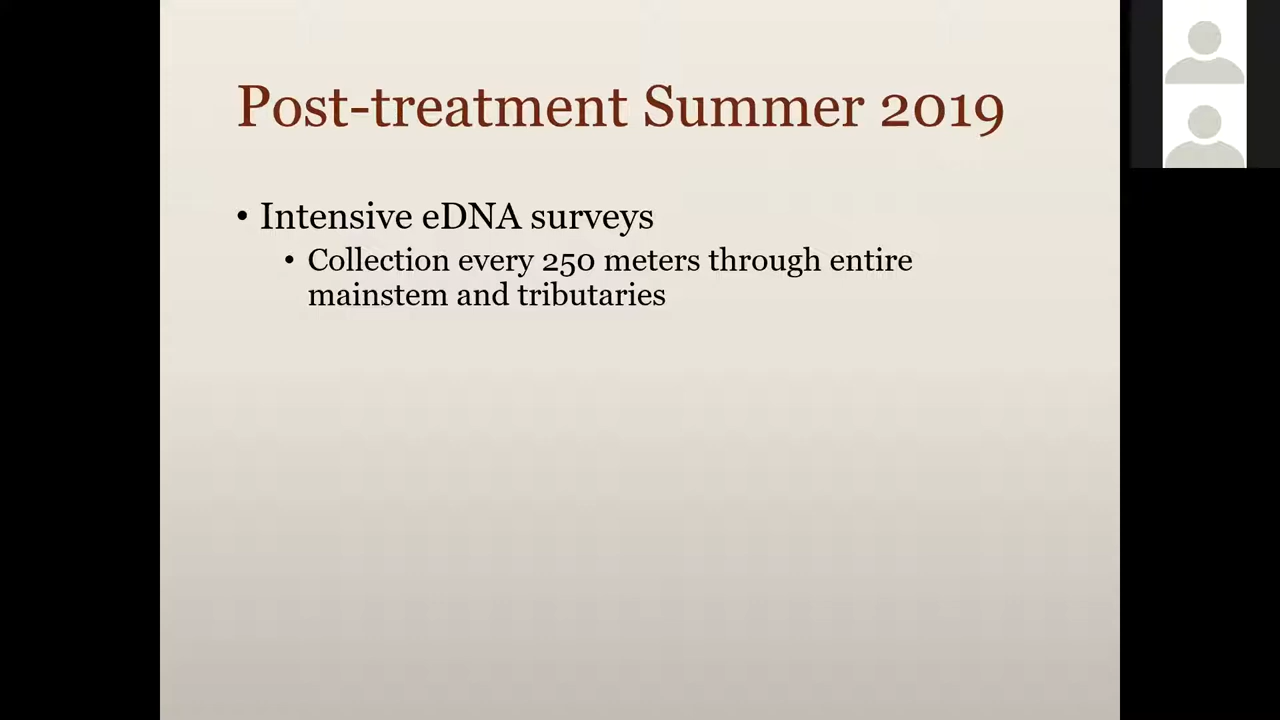 Post-treatment Summer 2019
• Intensive eDNA surveys
• Collection every 250 meters through entire
mainstem and tributaries